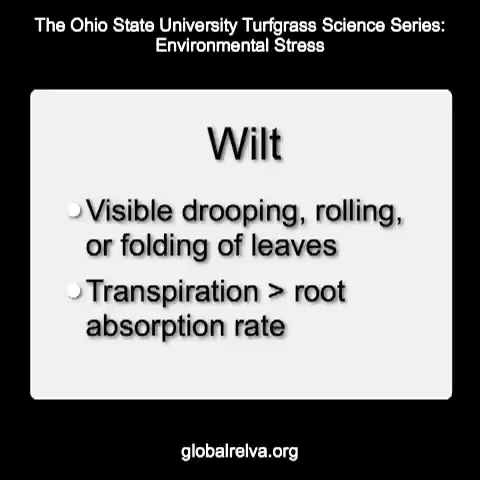 The Ohio State University Turfgrass Science Series:
Environmental Stress
Wilt
Visible drooping, rolling,
or folding of leaves
Transpiration > root
absorption rate
globalrelva.org